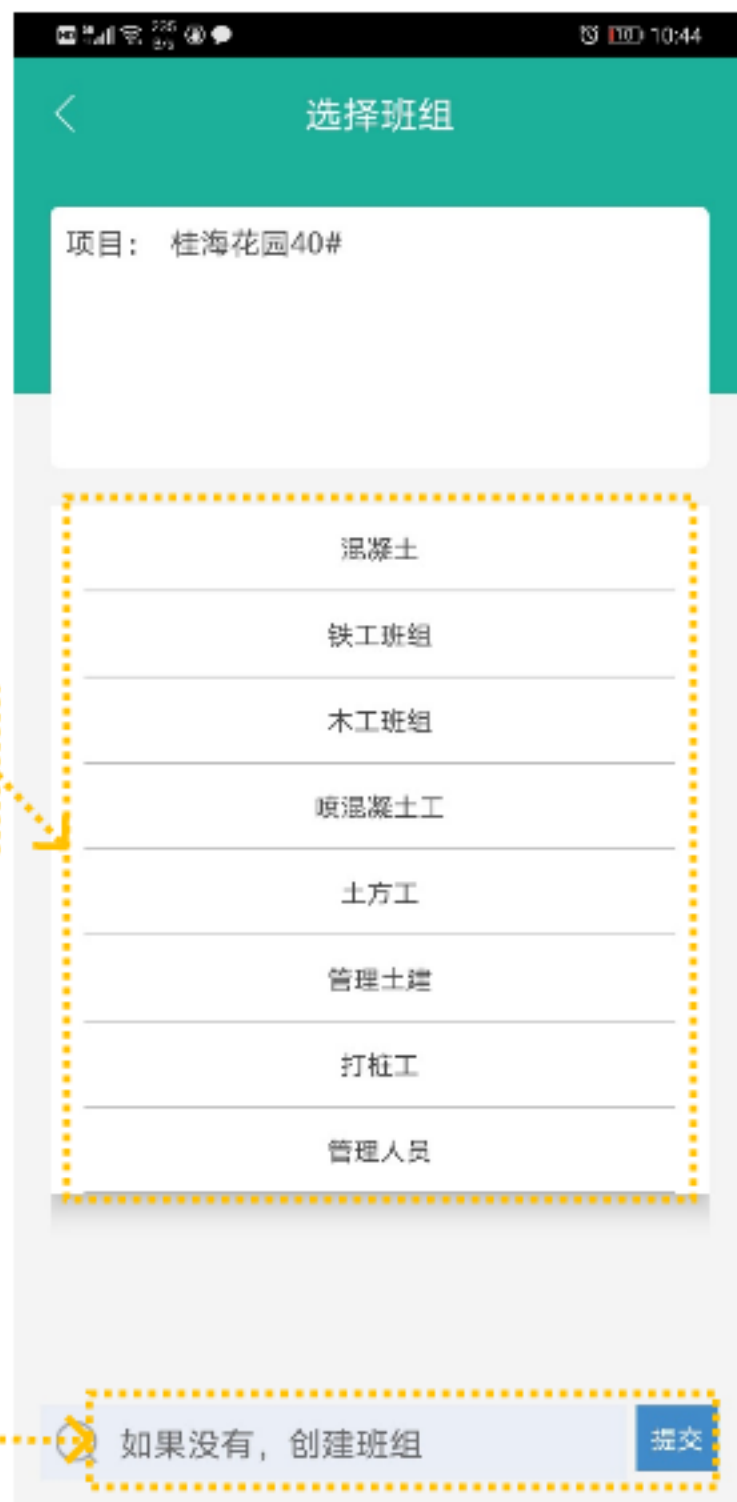 10:44
选择班组
项目: 桂海花园40#
混凝土
铁工班组
木工班组
喷混凝土工
土方工
管理土建
打桩工
管理人员
如果没有，创建班组
提交